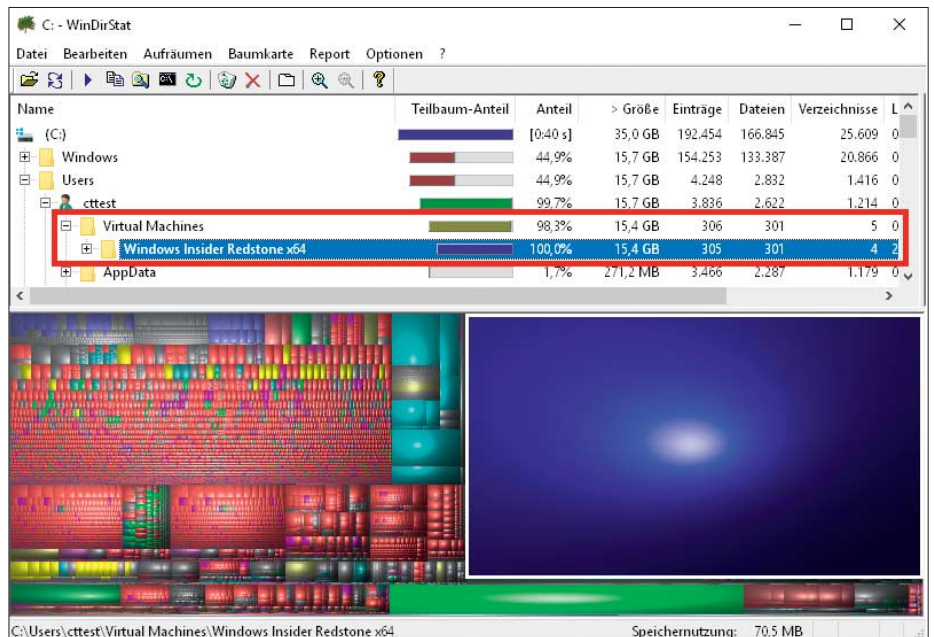 C: - WinDirStat
Datei Bearbeiten Aufräumen Baumkarte Report Optionen ?
Name Teilbaum-Anteil Anteil > Größe Einträge Dateien Verzeichnisse L
(C:) [0:40 s] 35,0 GB 192.454 166.845 25.609 0
Windows 44,9% 15,7 GB 154.253 133.387 20.866 0
Users 44,9% 15,7 GB 4.248 2.832 1.416 0
cttest 99,7% 15,7 GB 3.836 2.622 1.214 0
Virtual Machines 98,3% 15,4 GB 306 301 5 0
Windows Insider Redstone x64 100,0% 15,4 GB 305 301 4 2
AppData 1,7% 271,2 MB 3.466 2.287 1.179 0
C:\Users\cttest\Virtual Machines\Windows Insider Redstone x64 Speichernutzung: 70,5 MB